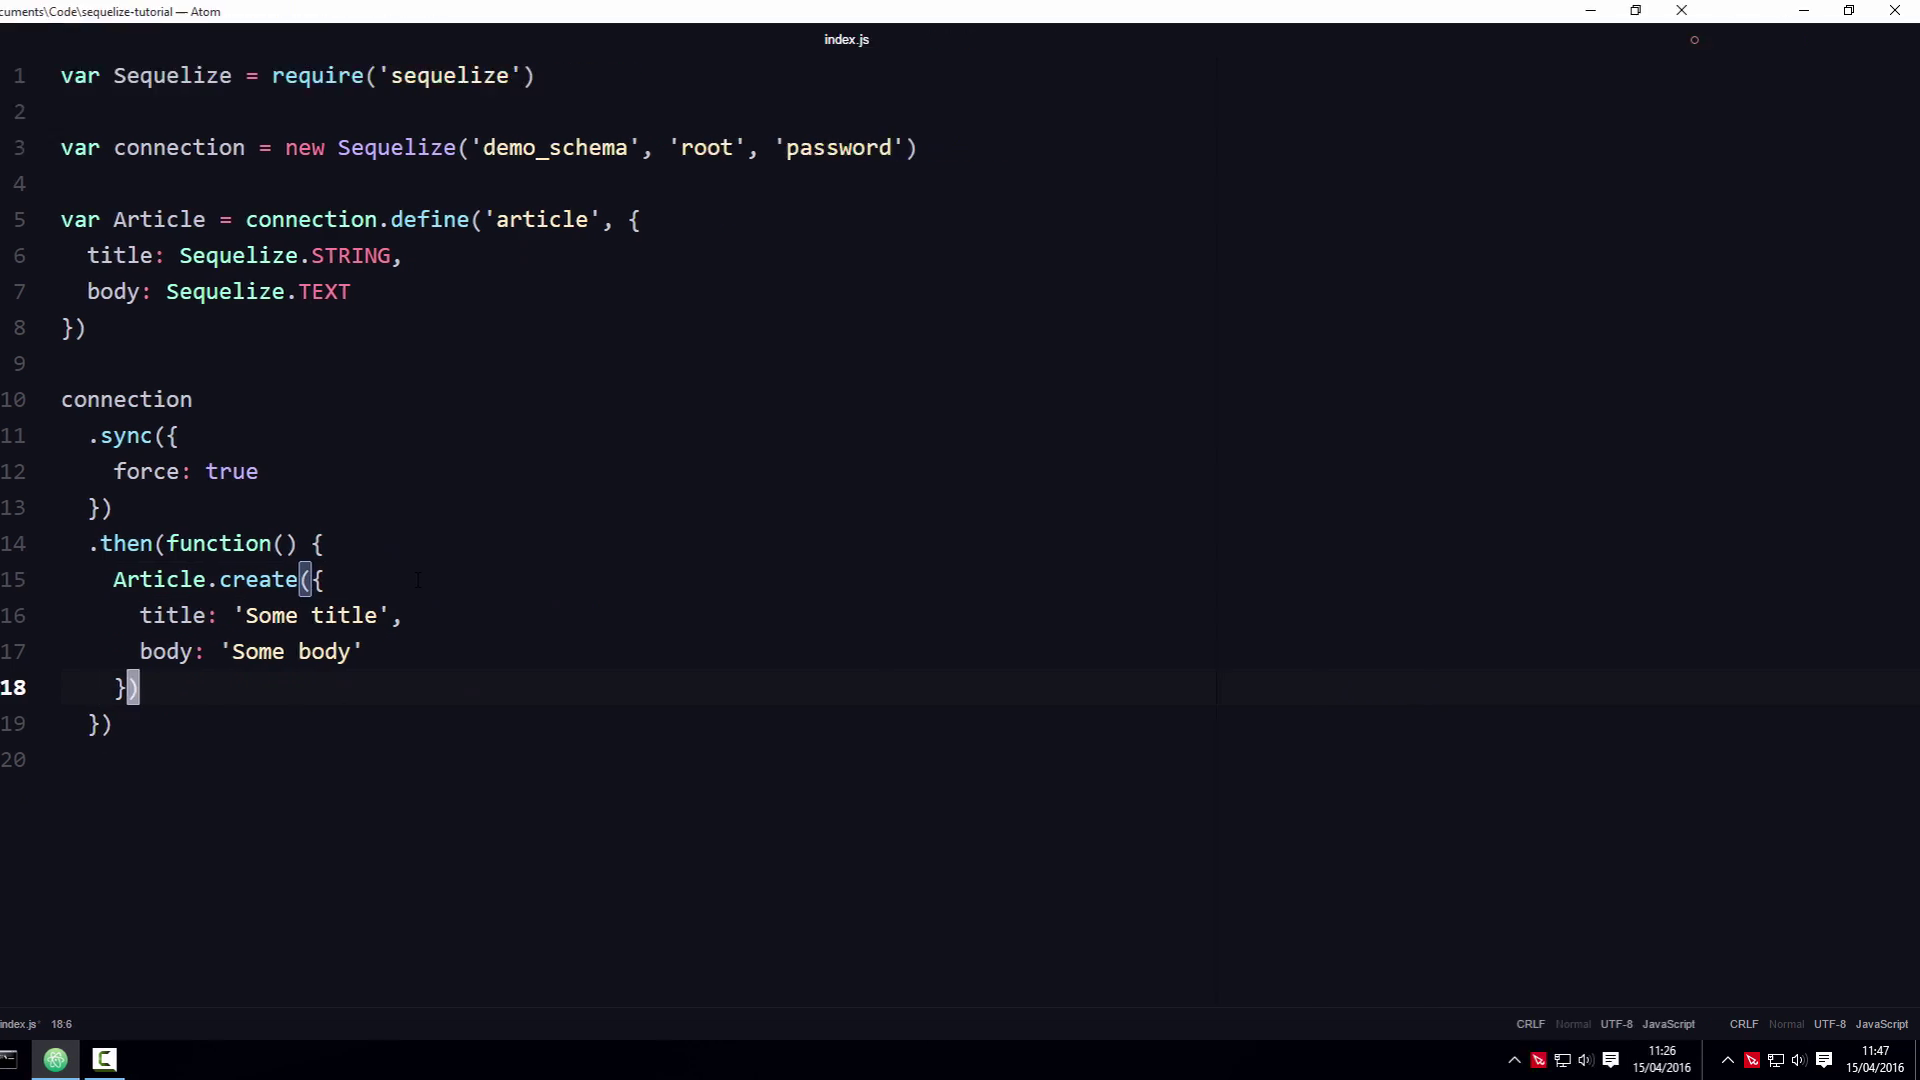 cuments\Code\sequelize-tutorial — Atom
index.js
1 var Sequelize = require('sequelize')
2
3 var connection = new Sequelize('demo_schema', 'root', 'password')
4
5 var Article = connection.define('article', {
6 title: Sequelize.STRING,
7 body: Sequelize.TEXT
8 })
9
10 connection
11 .sync({
12 force: true
13 })
14 .then(function() {
15 Article.create({
16 title: 'Some title',
17 body: 'Some body'
18 })
19 })
20
index.js* 18:6 CRLF Normal UTF-8 JavaScript CRLF Normal UTF-8 JavaScript
11:26 11:47
15/04/2016 15/04/2016